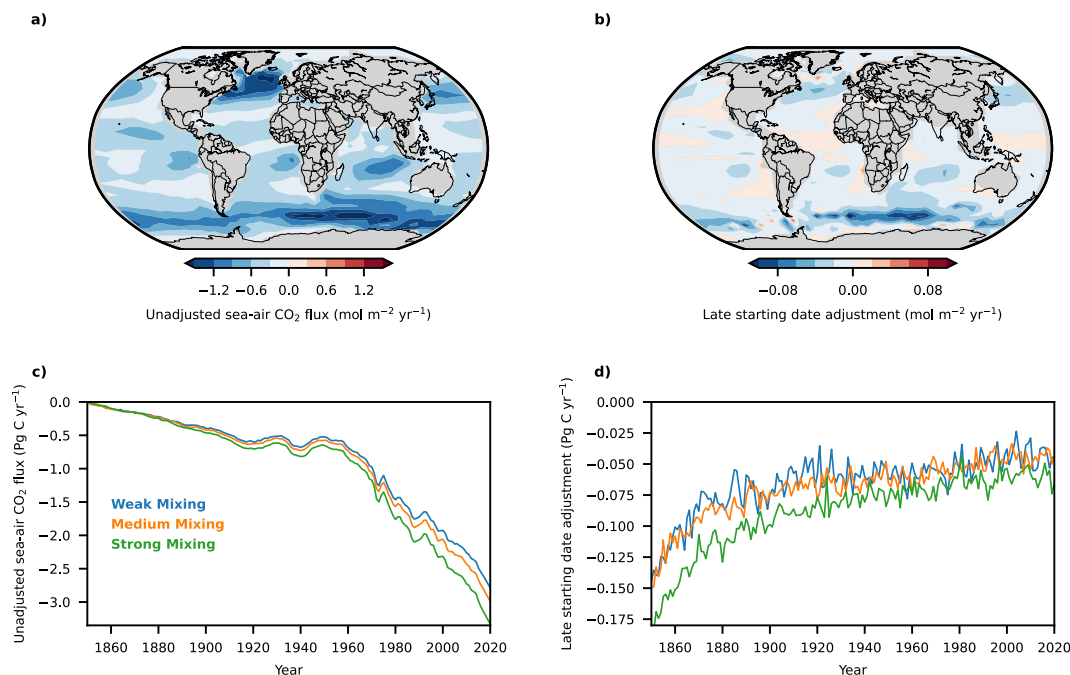 a)
b)
−1.2 −0.6 0.0 0.6 1.2
Unadjusted sea-air CO₂ flux (mol m⁻² yr⁻¹)
−0.08 0.00 0.08
Late starting date adjustment (mol m⁻² yr⁻¹)
c)
Unadjusted sea-air CO₂ flux (Pg C yr⁻¹)
0.0
−0.5
−1.0
−1.5
−2.0
−2.5
−3.0
Weak Mixing
Medium Mixing
Strong Mixing
1860 1880 1900 1920 1940 1960 1980 2000 2020
Year
d)
Late starting date adjustment (Pg C yr⁻¹)
0.000
−0.025
−0.050
−0.075
−0.100
−0.125
−0.150
−0.175
1860 1880 1900 1920 1940 1960 1980 2000 2020
Year